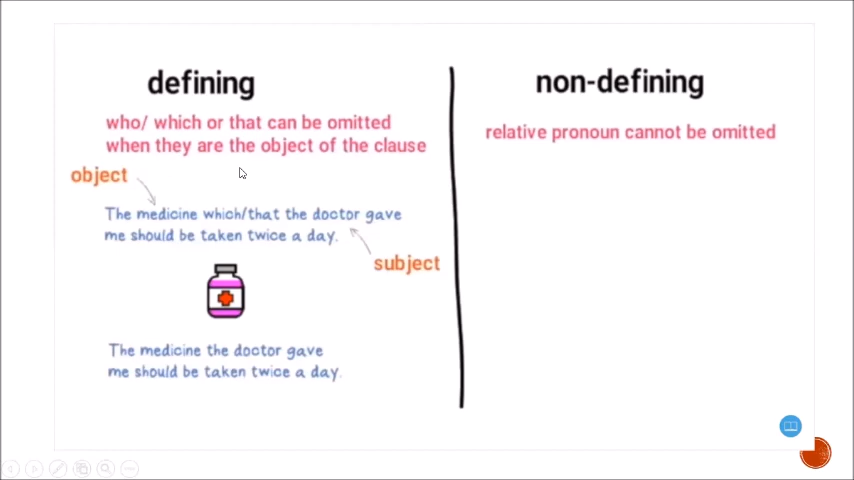 defining
who/ which or that can be omitted
when they are the object of the clause
object
The medicine which/that the doctor gave
me should be taken twice a day.
subject
The medicine the doctor gave
me should be taken twice a day.
non-defining
relative pronoun cannot be omitted